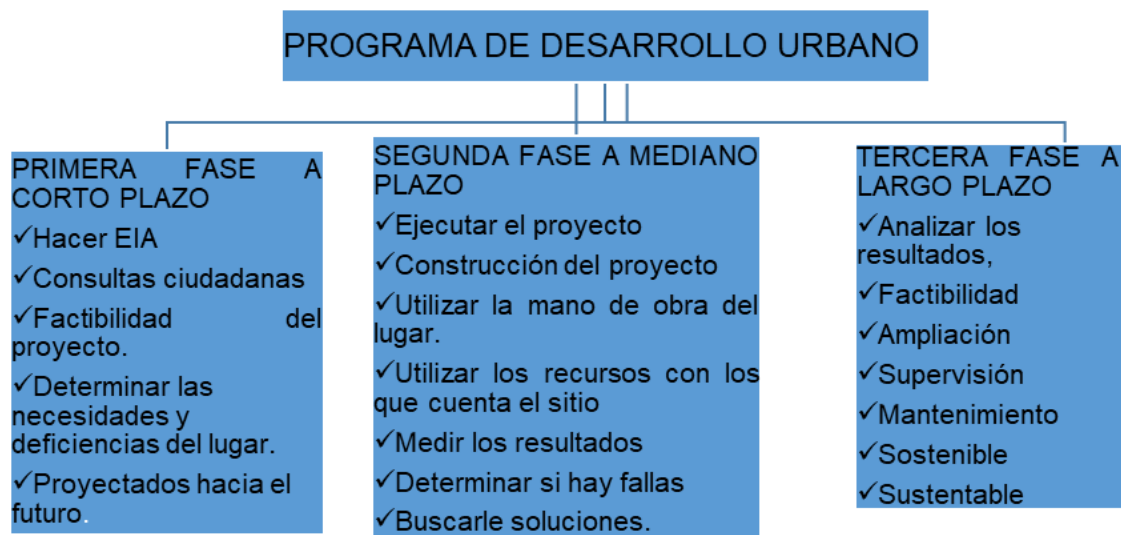 PROGRAMA DE DESARROLLO URBANO
PRIMERA FASE A
CORTO PLAZO
✓Hacer EIA
✓Consultas ciudadanas
✓Factibilidad del
proyecto.
✓Determinar las
necesidades y
deficiencias del lugar.
✓Proyectados hacia el
futuro.
SEGUNDA FASE A MEDIANO
PLAZO
✓Ejecutar el proyecto
✓Construcción del proyecto
✓Utilizar la mano de obra del
lugar.
✓Utilizar los recursos con los
que cuenta el sitio
✓Medir los resultados
✓Determinar si hay fallas
✓Buscarle soluciones.
TERCERA FASE A
LARGO PLAZO
✓Analizar los
resultados,
✓Factibilidad
✓Ampliación
✓Supervisión
✓Mantenimiento
✓Sostenible
✓Sustentable